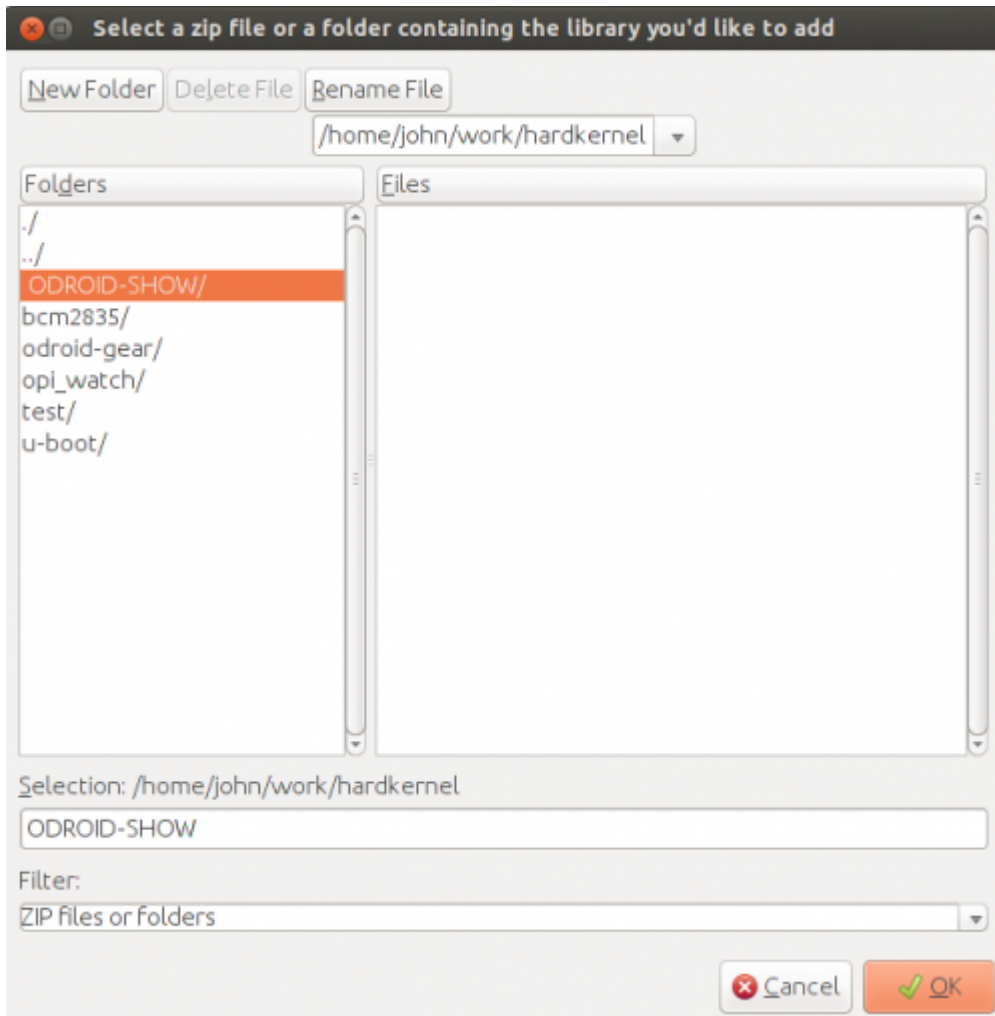 Select a zip file or a folder containing the library you'd like to add
New Folder Delete File Rename File
/home/john/work/hardkernel
Folders Files
./
../
ODROID-SHOW/
bcm2835/
odroid-gear/
opi_watch/
test/
u-boot/
Selection: /home/john/work/hardkernel
ODROID-SHOW
Filter:
ZIP files or folders
Cancel OK